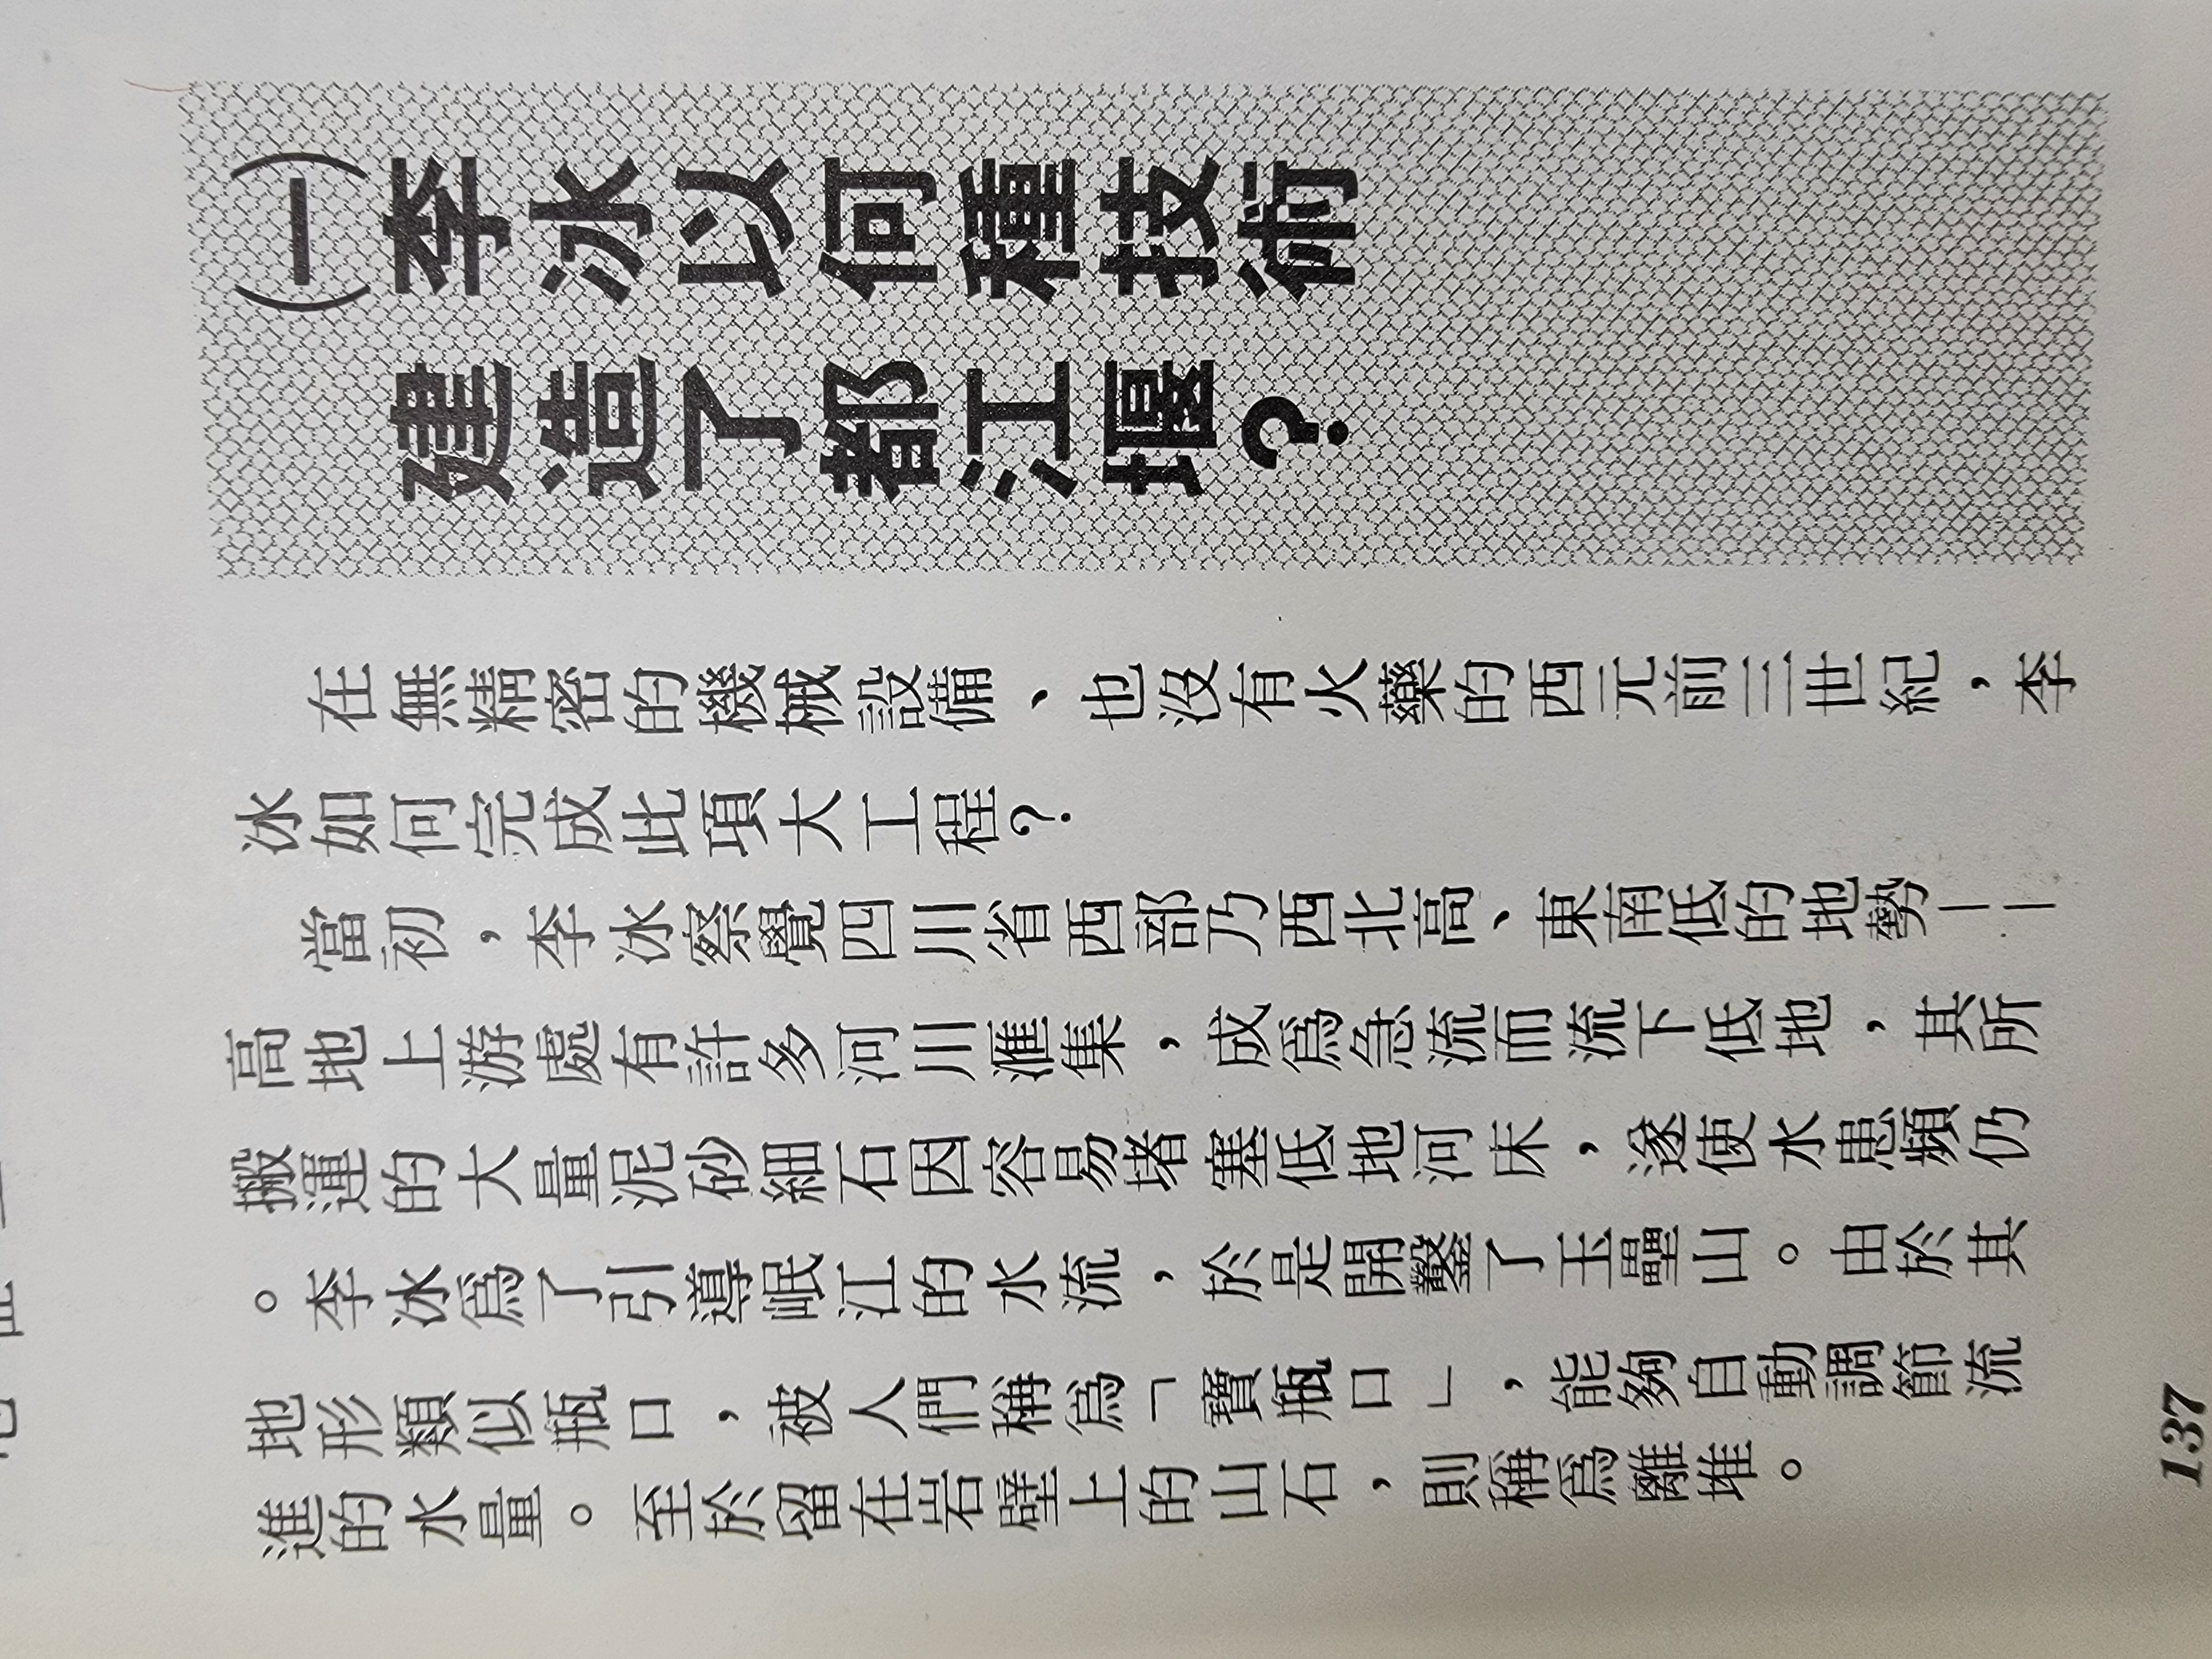 (一)李冰以何種技術
建造了都江堰?
在無精密的機械設備、也沒有火藥的西元前三世紀，李
冰如何完成此項大工程?
當初，李冰察覺四川省西部乃西北高、東南低的地勢——
高地上游處有許多河川滙集，成爲急流而流下低地，其所
搬運的大量泥砂細石因容易堵塞低地河床，遂使水患頻仍
。李冰爲了引導岷江的水流，於是開鑿了玉壘山。由於其
地形類似瓶口，被人們稱爲「寶瓶口」，能夠自動調節流
進的水量。至於留在岩壁上的山石，則稱爲離堆。
137